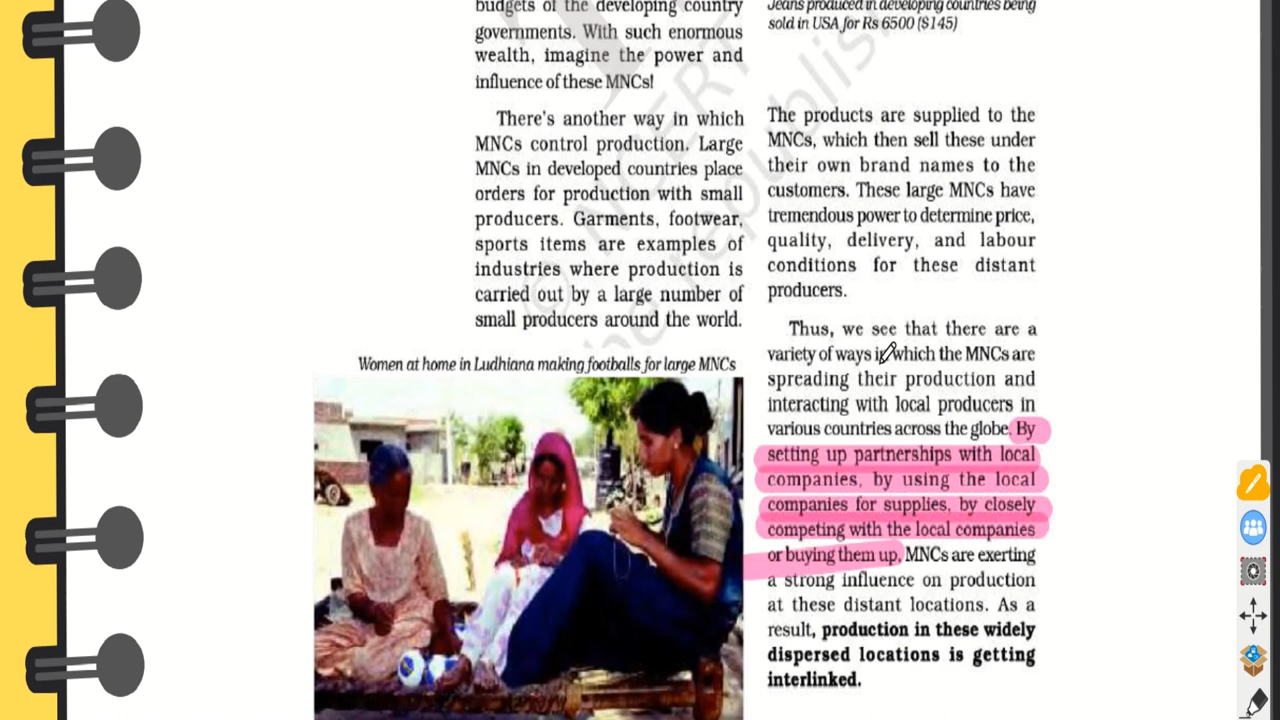 budgets of the developing country
governments. With such enormous
wealth, imagine the power and
influence of these MNCs!
There's another way in which
MNCs control production. Large
MNCs in developed countries place
orders for production with small
producers. Garments, footwear,
sports items are examples of
industries where production is
carried out by a large number of
small producers around the world.
Women at home in Ludhiana making footballs for large MNCs
Jeans produced in developing countries being
sold in USA for Rs 6500 ($145)
The products are supplied to the
MNCs, which then sell these under
their own brand names to the
customers. These large MNCs have
tremendous power to determine price,
quality, delivery, and labour
conditions for these distant
producers.
Thus, we see that there are a
variety of ways in which the MNCs are
spreading their production and
interacting with local producers in
various countries across the globe. By
setting up partnerships with local
companies, by using the local
companies for supplies, by closely
competing with the local companies
or buying them up, MNCs are exerting
a strong influence on production
at these distant locations. As a
result, production in these widely
dispersed locations is getting
interlinked.
© NCERT
republis